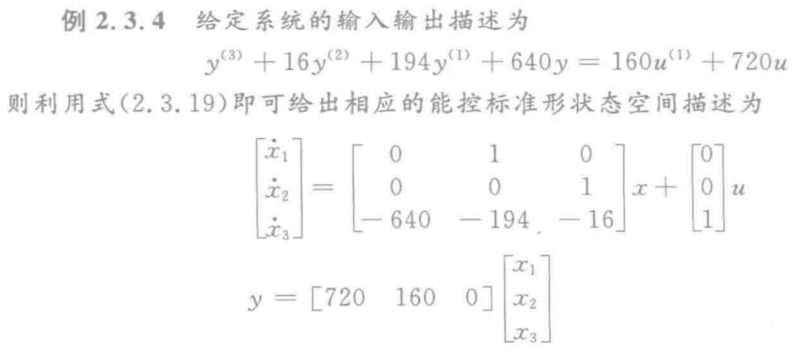 例 2.3.4 给定系统的输入输出描述为
y⁽³⁾ + 16y⁽²⁾ + 194y⁽¹⁾ + 640y = 160u⁽¹⁾ + 720u
则利用式(2.3.19)即可给出相应的能控标准形状态空间描述为
[ẋ₁; ẋ₂; ẋ₃] = [0 1 0; 0 0 1; −640 −194 −16] x + [0; 0; 1] u
y = [720 160 0] [x₁; x₂; x₃]